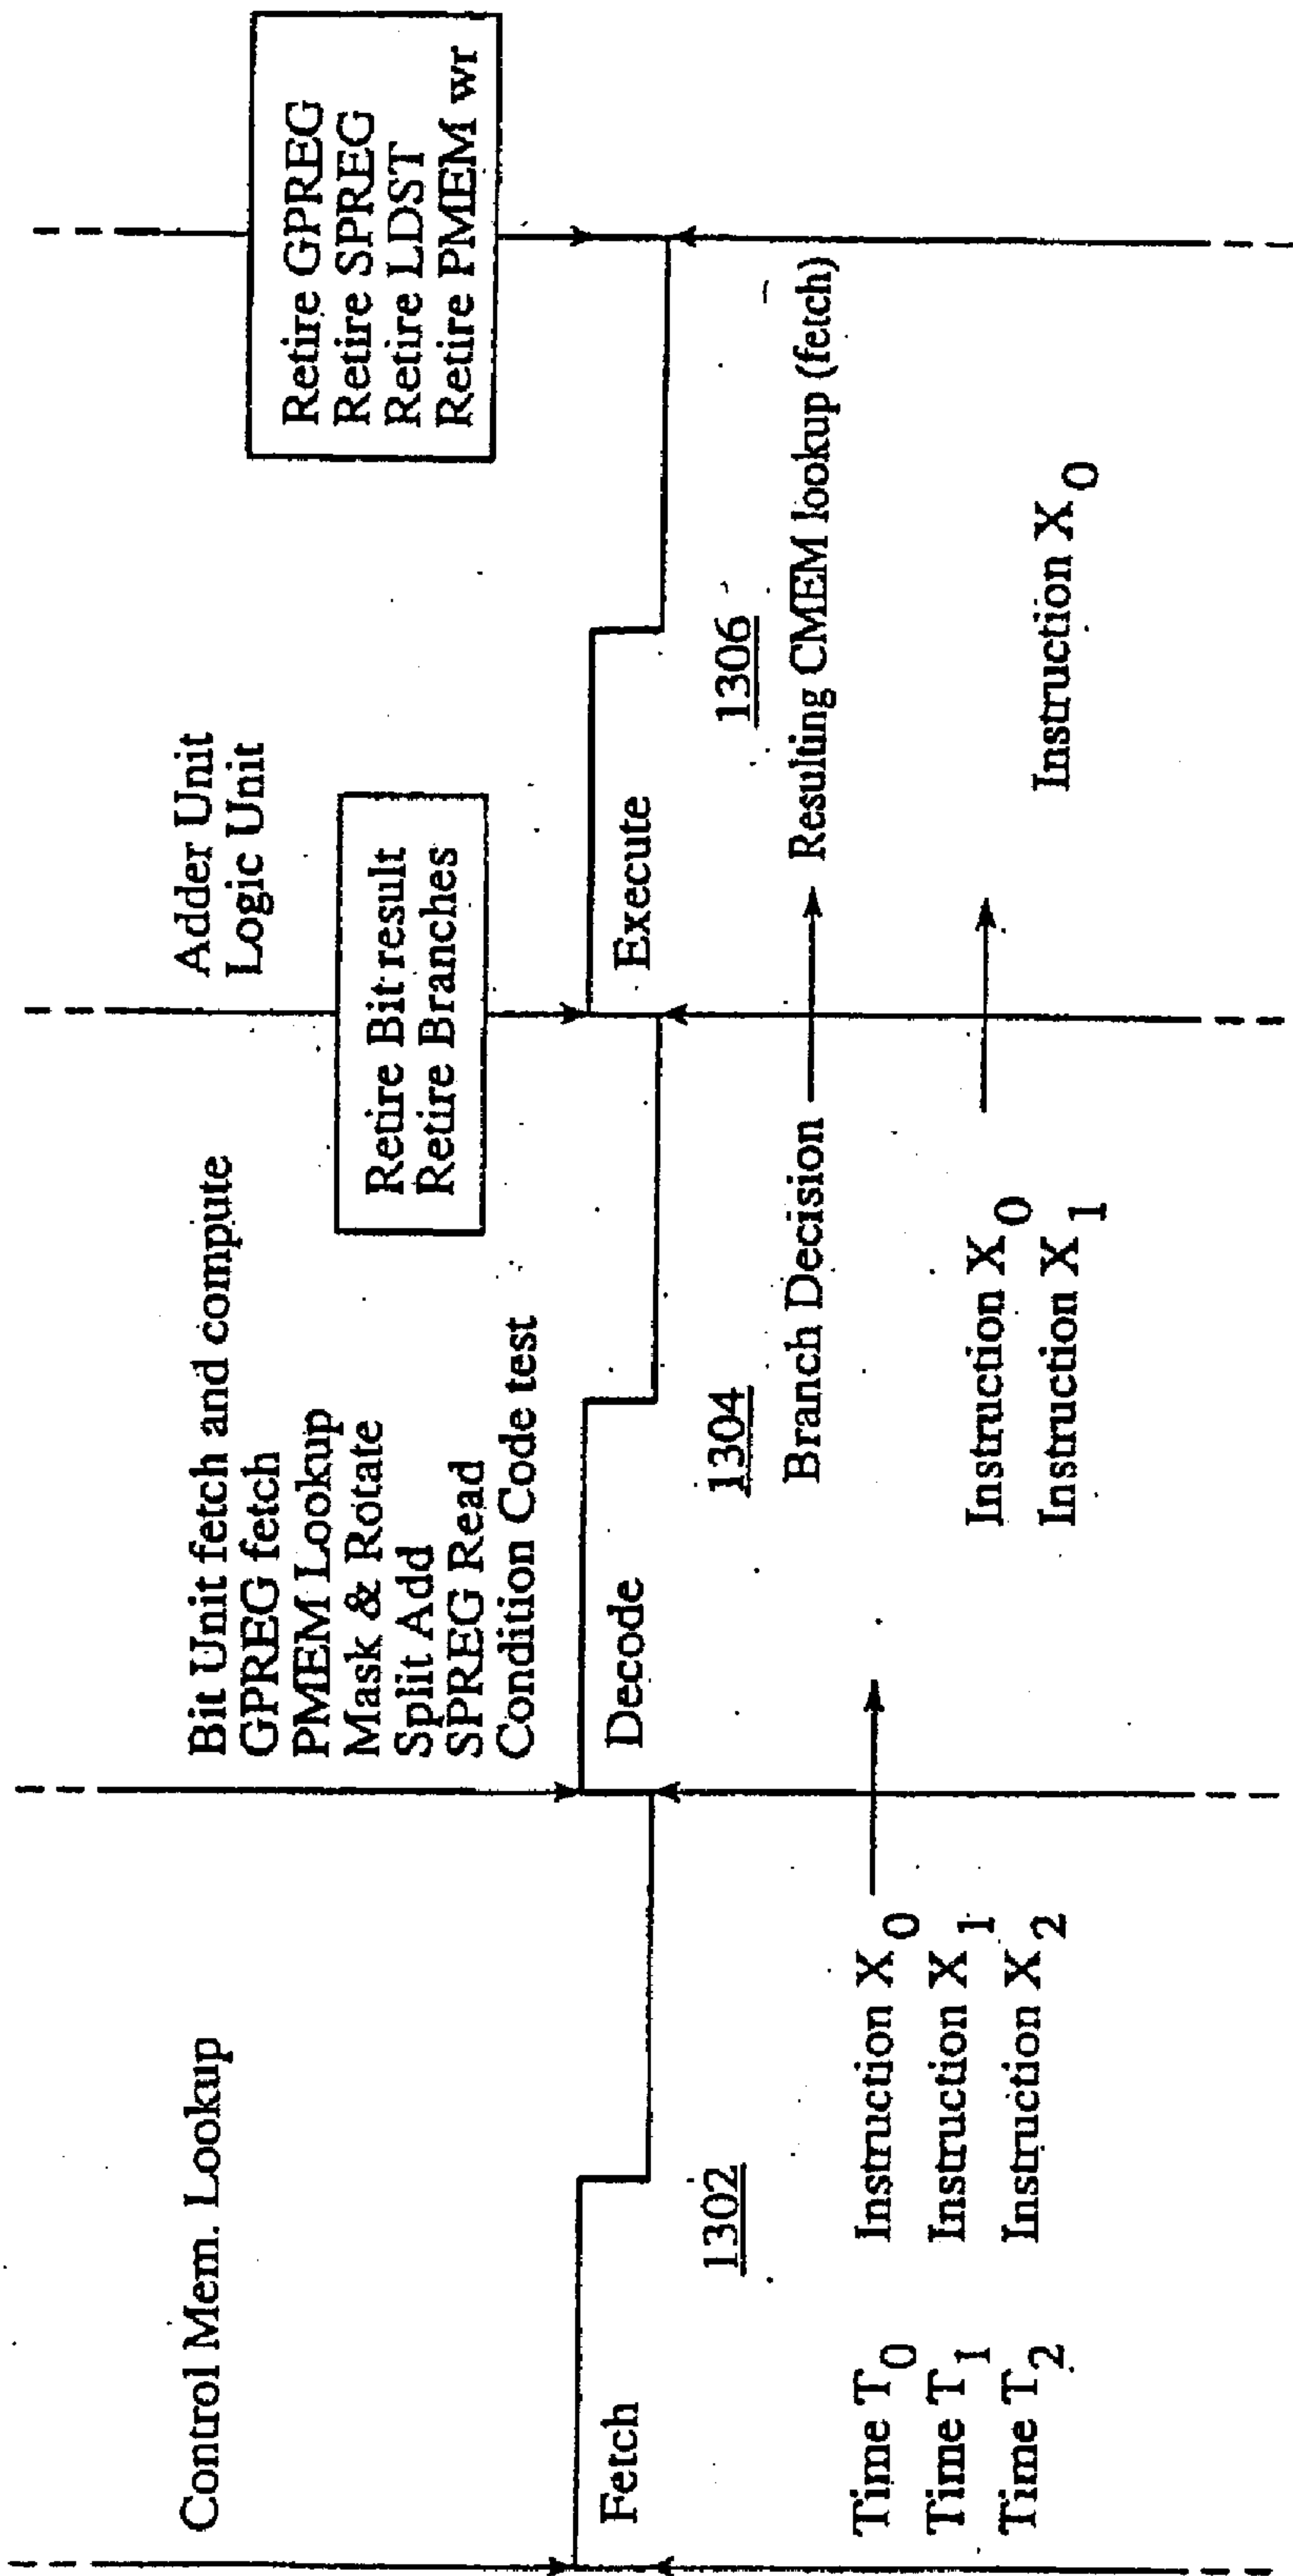 Control Mem. Lookup
Bit Unit fetch and compute
GPREG fetch
PMEM Lookup
Mask & Rotate
Split Add
SPREG Read
Condition Code test
Adder Unit
Logic Unit
Retire Bit result
Retire Branches
Retire GPREG
Retire SPREG
Retire LDST
Retire PMEM wr
Fetch
Decode
Execute
1302
1304
1306
Branch Decision
Resulting CMEM lookup (fetch)
Time T0 Instruction X0
Time T1 Instruction X1 Instruction X0
Time T2 Instruction X2 Instruction X1 Instruction X0